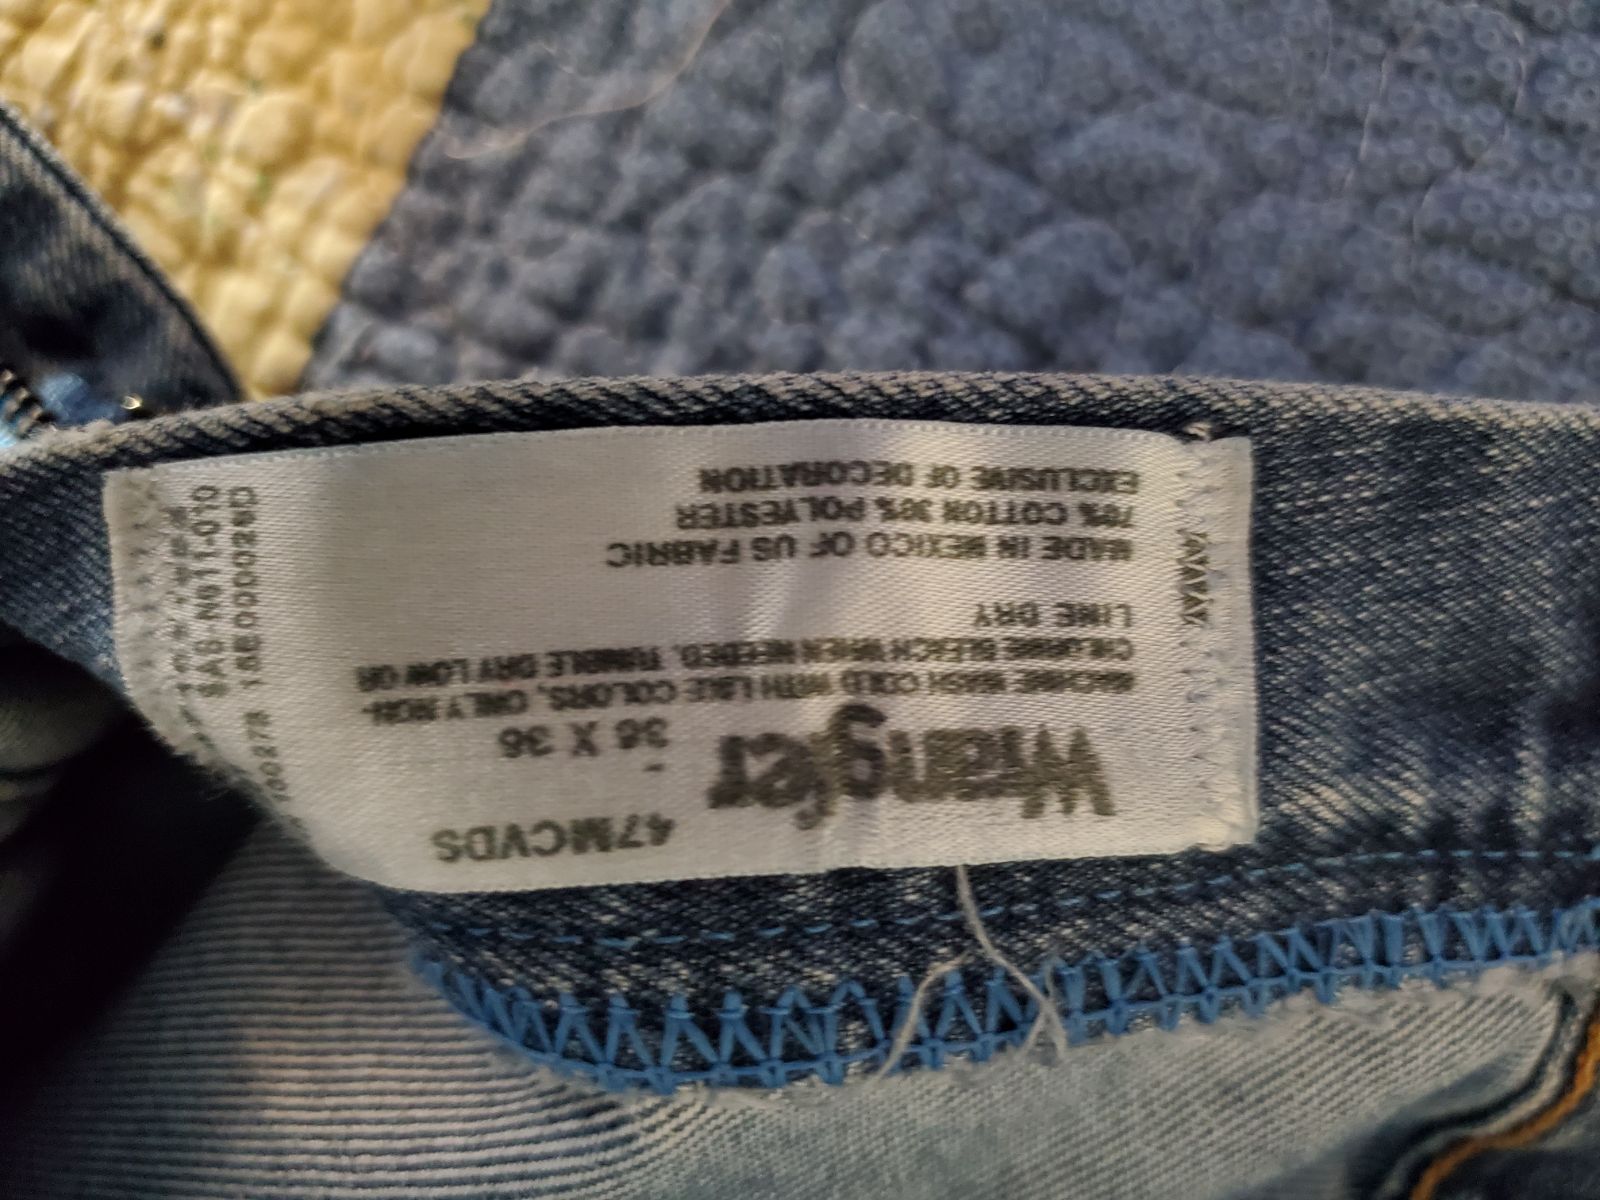 47MCVDS
Wrangler
36 X 36
MACHINE WASH COLD WITH LIKE COLORS, ONLY NON-
CHLORINE BLEACH WHEN NEEDED, TUMBLE DRY LOW OR
LINE DRY
MADE IN MEXICO OF US FABRIC
70% COTTON 30% POLYESTER
EXCLUSIVE OF DECORATION